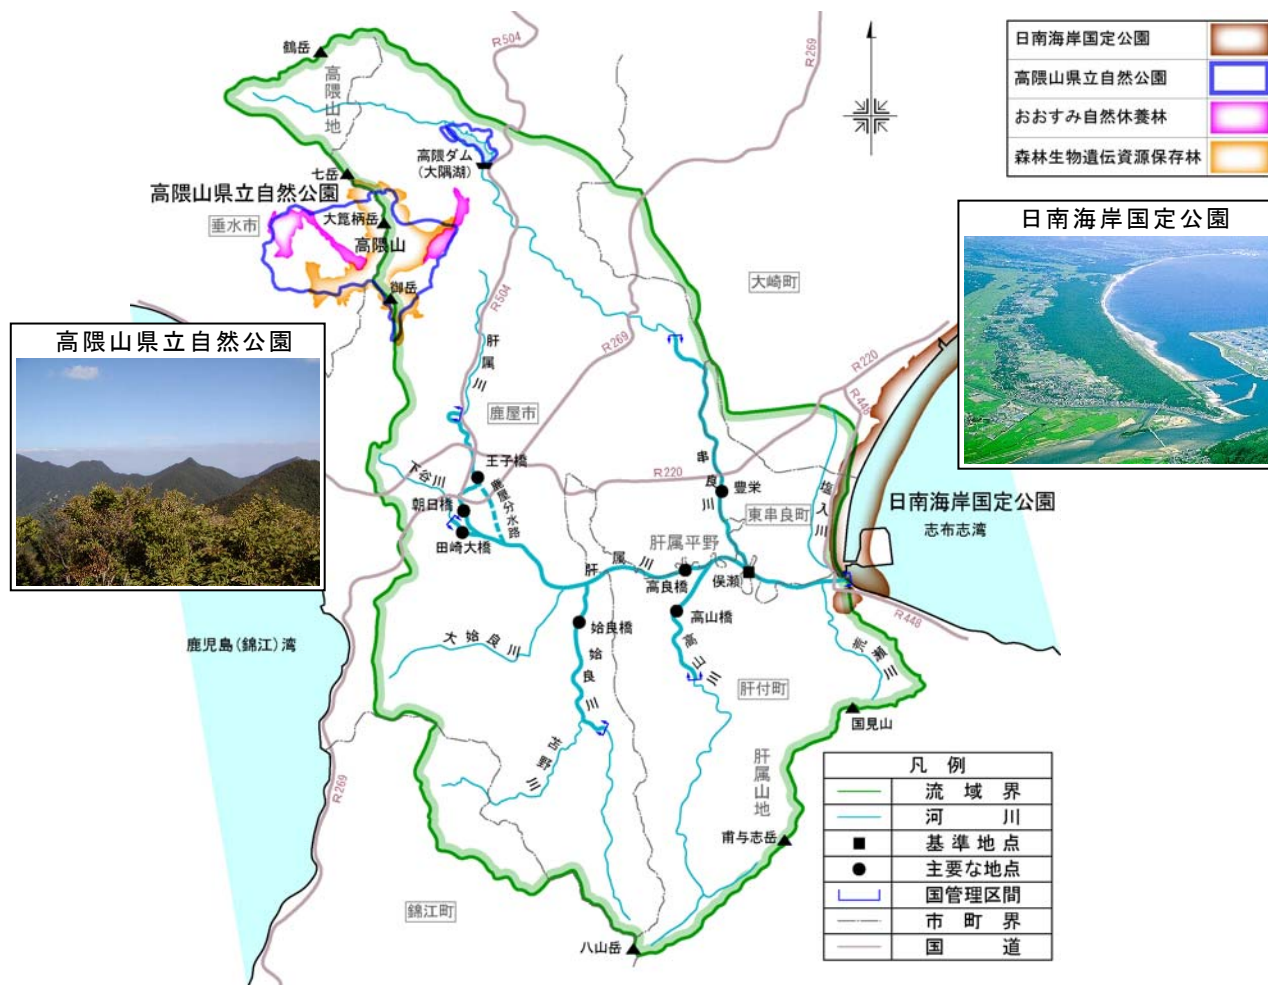 鶴岳
高隈山地
R504
R269
日南海岸国定公園
高隈山県立自然公園
おおすみ自然休養林
森林生物遺伝資源保存林
高隈ダム
(大隅湖)
七岳
高隈山県立自然公園
垂水市
大箆柄岳
高隈山
御岳
日南海岸国定公園
大崎町
R504
R269
肝属川
高隈山県立自然公園
R220
R448
鹿屋市
王子橋
下谷川
朝日橋
鹿屋分水路
田崎大橋
R220
串良川
豊栄
東串良町
塩入川
日南海岸国定公園
志布志湾
肝属平野
肝属川
高良橋
俣瀬
高山橋
R448
鹿児島(錦江)湾
大姶良川
姶良橋
姶良川
高山川
荒瀬川
肝付町
国見山
苫野川
肝属山地
R269
甫与志岳
錦江町
八山岳
凡例
流域界
河川
基準地点
主要な地点
国管理区間
市町界
国道